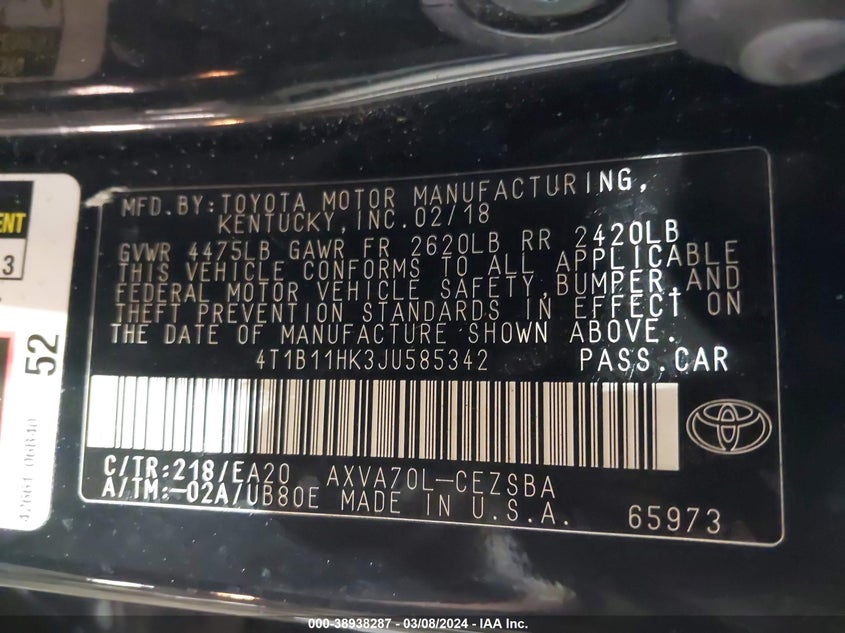 MFD.BY:TOYOTA MOTOR MANUFACTURING,
KENTUCKY,INC.02/18
GVWR 4475LB GAWR FR 2620LB RR 2420LB
THIS VEHICLE CONFORMS TO ALL APPLICABLE
FEDERAL MOTOR VEHICLE SAFETY,BUMPER,AND
THEFT PREVENTION STANDARDS IN EFFECT ON
THE DATE OF MANUFACTURE SHOWN ABOVE.
4T1B11HK3JU585342 PASS.CAR
C/TR:218/EA20 AXVA70L-CEZSBA
A/TM:-02A/UB80E MADE IN U.S.A. 65973
3
52
42661-06840
000-38938287 - 03/08/2024 - IAA Inc.